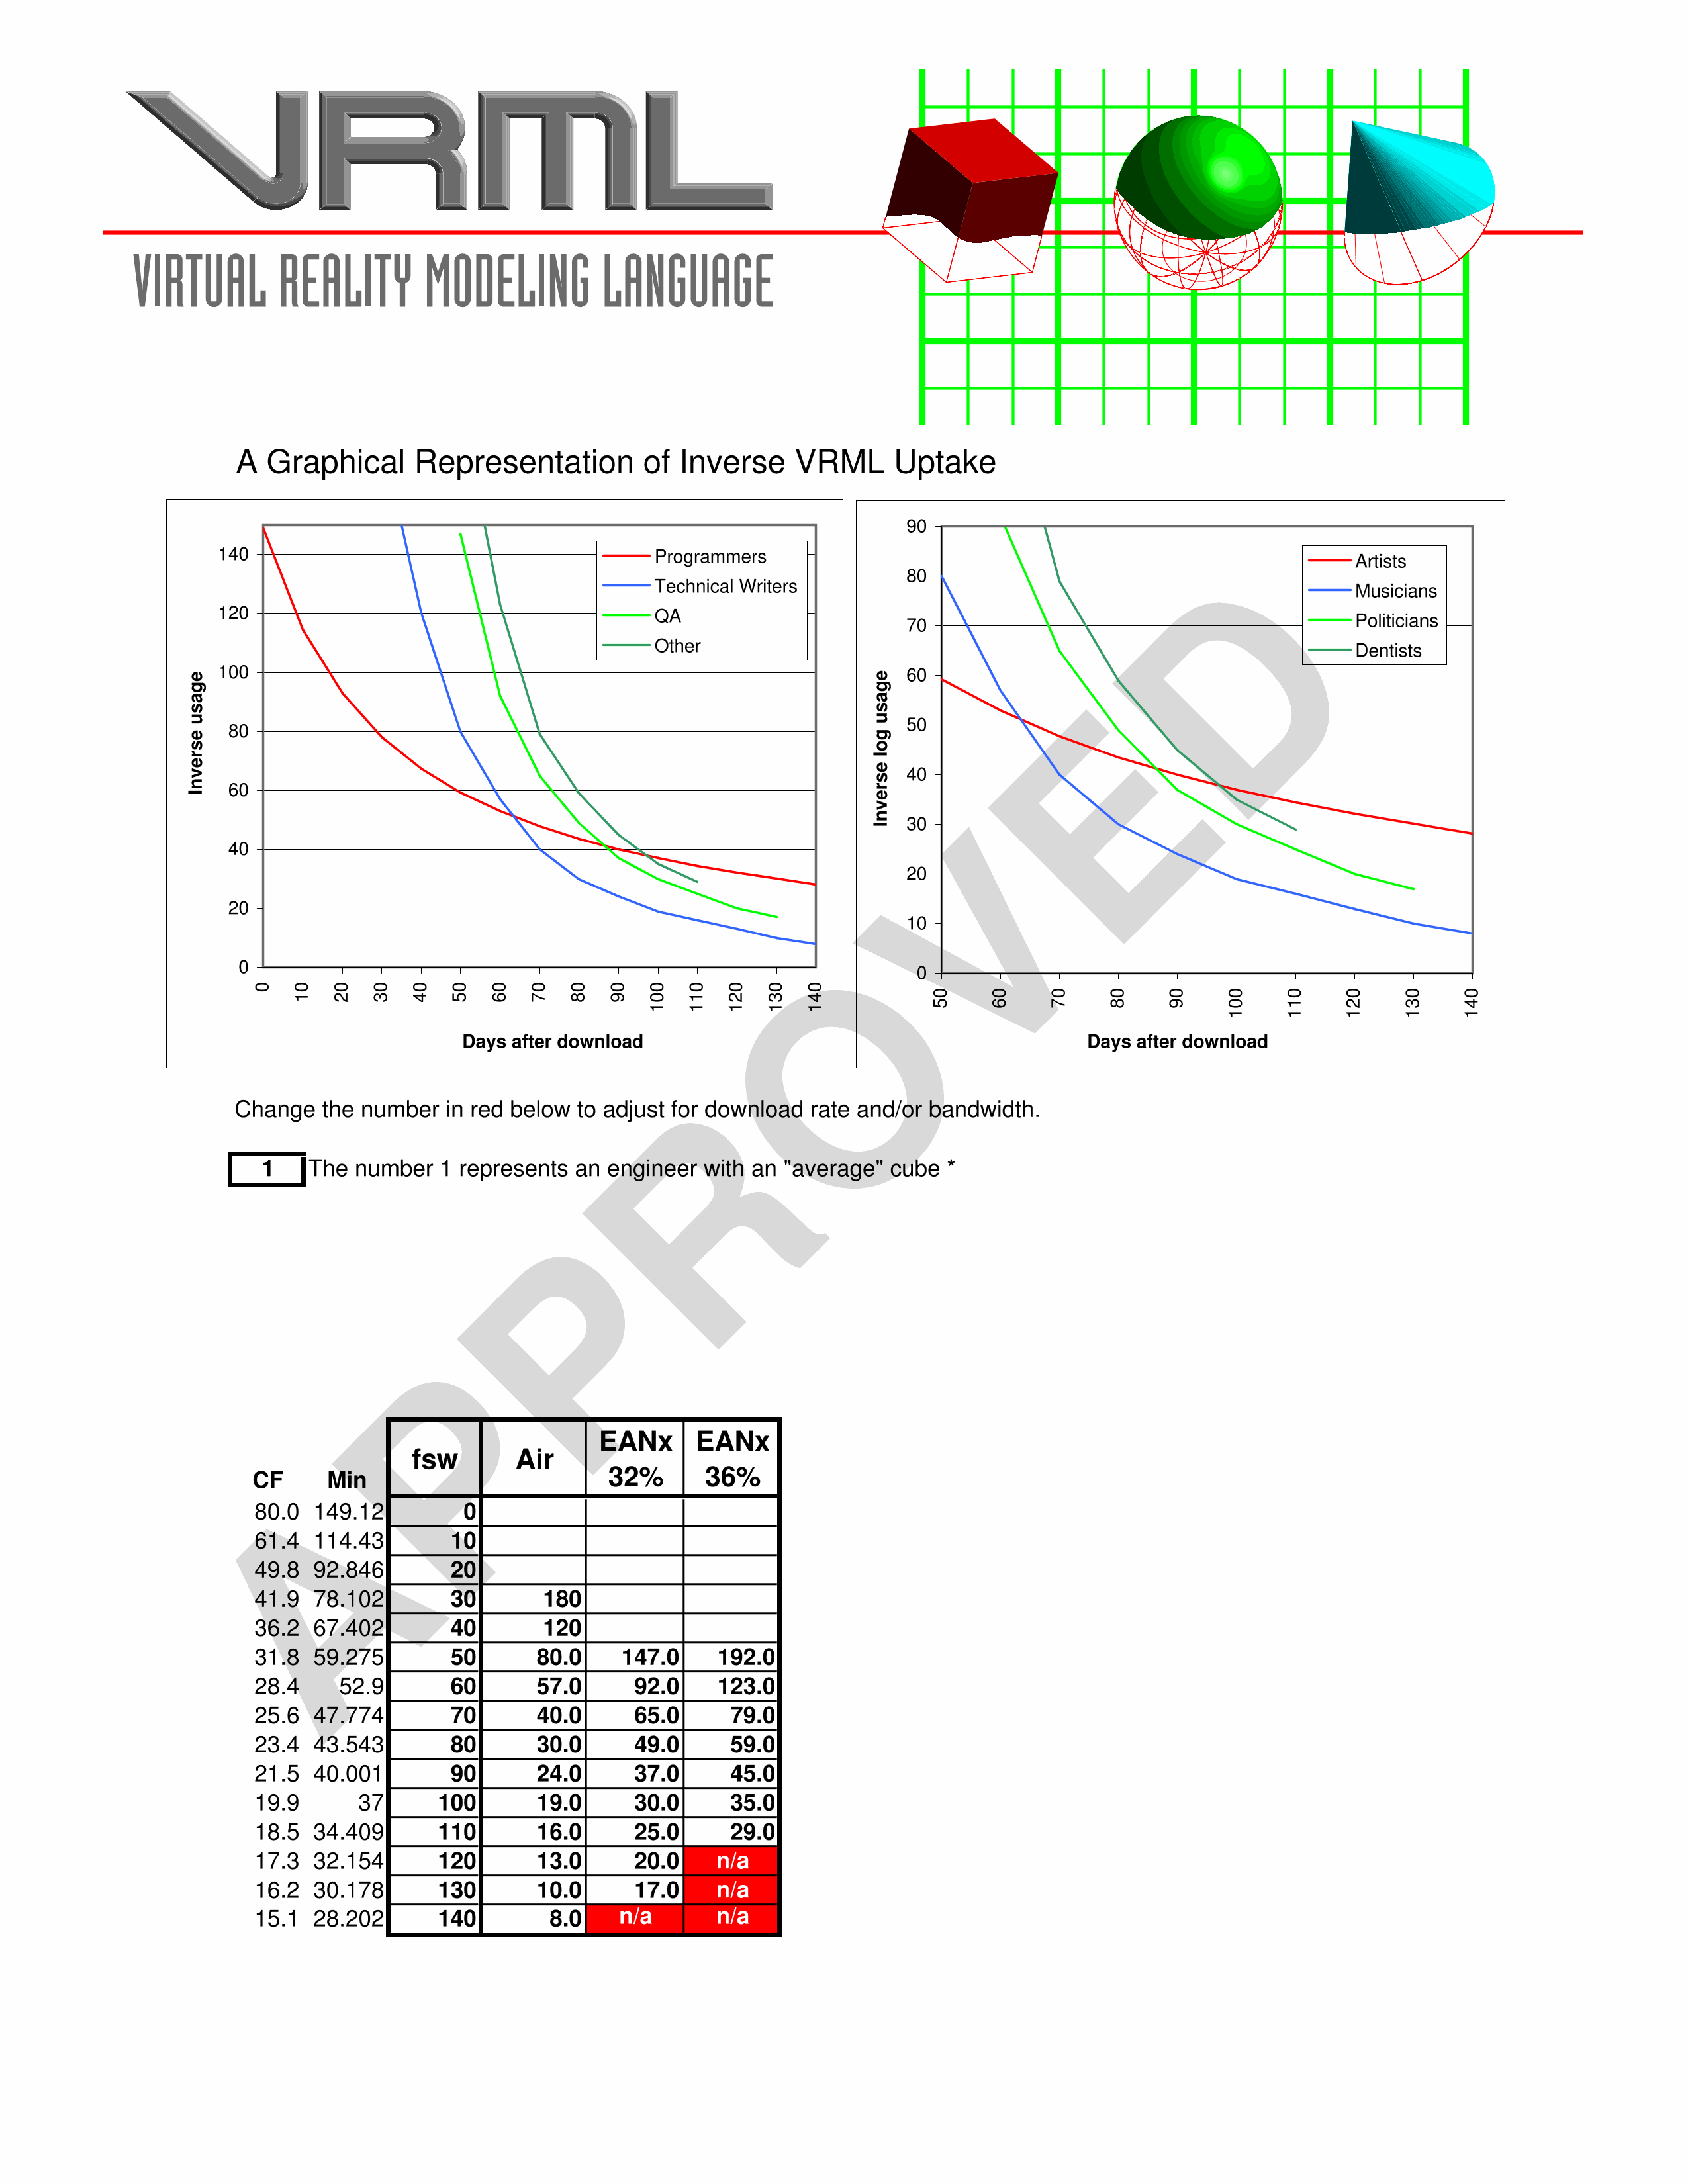 VRML
VIRTUAL REALITY MODELING LANGUAGE
A Graphical Representation of Inverse VRML Uptake
Inverse usage
140
120
100
80
60
40
20
0
Programmers
Technical Writers
QA
Other
0 10 20 30 40 50 60 70 80 90 100 110 120 130 140
Days after download
Inverse log usage
90
80
70
60
50
40
30
20
10
0
Artists
Musicians
Politicians
Dentists
50 60 70 80 90 100 110 120 130 140
Days after download
APPROVED
Change the number in red below to adjust for download rate and/or bandwidth.
1 The number 1 represents an engineer with an "average" cube *
CF Min fsw Air EANx 32% EANx 36%
80.0 149.12 0
61.4 114.43 10
49.8 92.846 20
41.9 78.102 30 180
36.2 67.402 40 120
31.8 59.275 50 80.0 147.0 192.0
28.4 52.9 60 57.0 92.0 123.0
25.6 47.774 70 40.0 65.0 79.0
23.4 43.543 80 30.0 49.0 59.0
21.5 40.001 90 24.0 37.0 45.0
19.9 37 100 19.0 30.0 35.0
18.5 34.409 110 16.0 25.0 29.0
17.3 32.154 120 13.0 20.0 n/a
16.2 30.178 130 10.0 17.0 n/a
15.1 28.202 140 8.0 n/a n/a